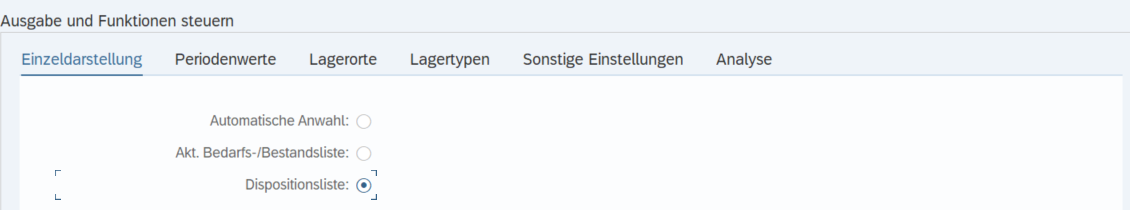 Ausgabe und Funktionen steuern
Einzeldarstellung Periodenwerte Lagerorte Lagertypen Sonstige Einstellungen Analyse
Automatische Anwahl:
Akt. Bedarfs-/Bestandsliste:
Dispositionsliste: